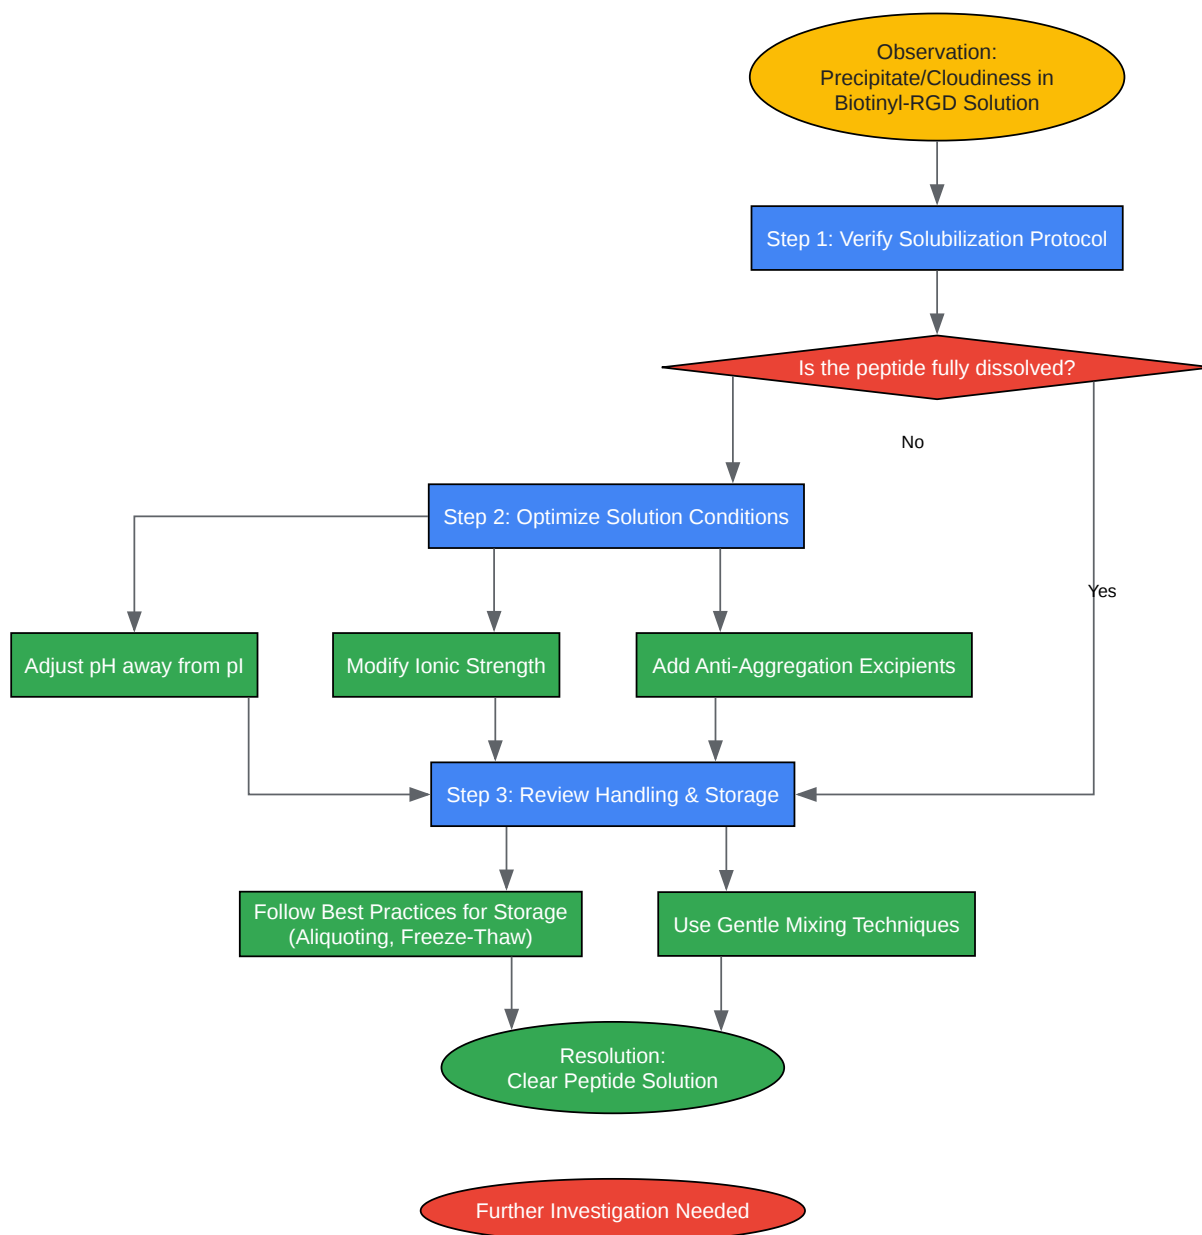 Observation:
Precipitate/Cloudiness in
Biotinyl-RGD Solution
Step 1: Verify Solubilization Protocol
Is the peptide fully dissolved?
No
Step 2: Optimize Solution Conditions
Yes
Adjust pH away from pI
Modify Ionic Strength
Add Anti-Aggregation Excipients
Step 3: Review Handling & Storage
Follow Best Practices for Storage
(Aliquoting, Freeze-Thaw)
Use Gentle Mixing Techniques
Resolution:
Clear Peptide Solution
Further Investigation Needed